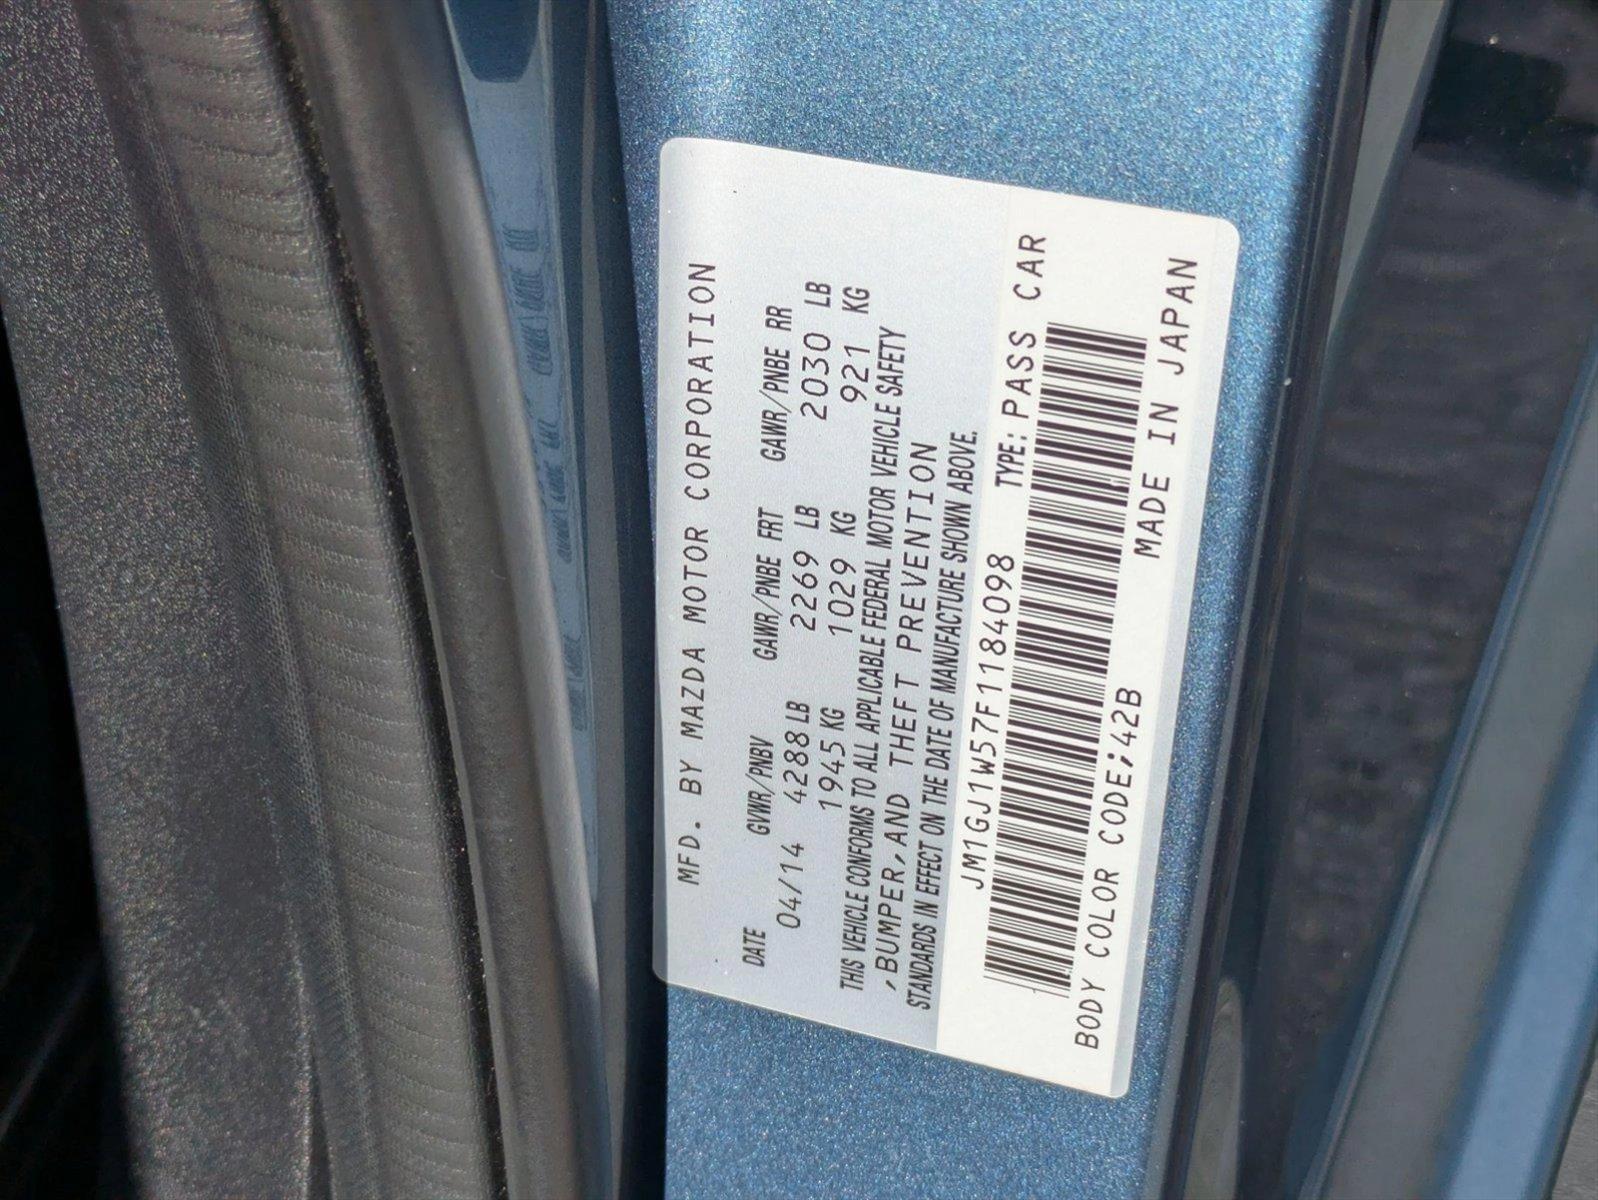 MFD. BY MAZDA MOTOR CORPORATION
DATE GVWR/PNBV GAWR/PNBE FRT GAWR/PNBE RR
04/14 4288 LB 2269 LB 2030 LB
1945 KG 1029 KG 921 KG
THIS VEHICLE CONFORMS TO ALL APPLICABLE FEDERAL MOTOR VEHICLE SAFETY
,BUMPER,AND THEFT PREVENTION
STANDARDS IN EFFECT ON THE DATE OF MANUFACTURE SHOWN ABOVE.
JM1GJ1W57F1184098 TYPE: PASS CAR
BODY COLOR CODE;42B MADE IN JAPAN